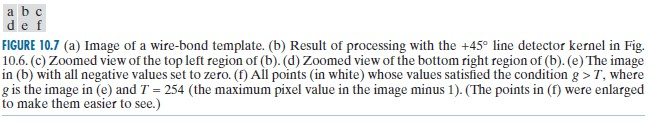 a b c
d e f
FIGURE 10.7 (a) Image of a wire-bond template. (b) Result of processing with the +45° line detector kernel in Fig.
10.6. (c) Zoomed view of the top left region of (b). (d) Zoomed view of the bottom right region of (b). (e) The image
in (b) with all negative values set to zero. (f) All points (in white) whose values satisfied the condition g > T, where
g is the image in (e) and T = 254 (the maximum pixel value in the image minus 1). (The points in (f) were enlarged
to make them easier to see.)